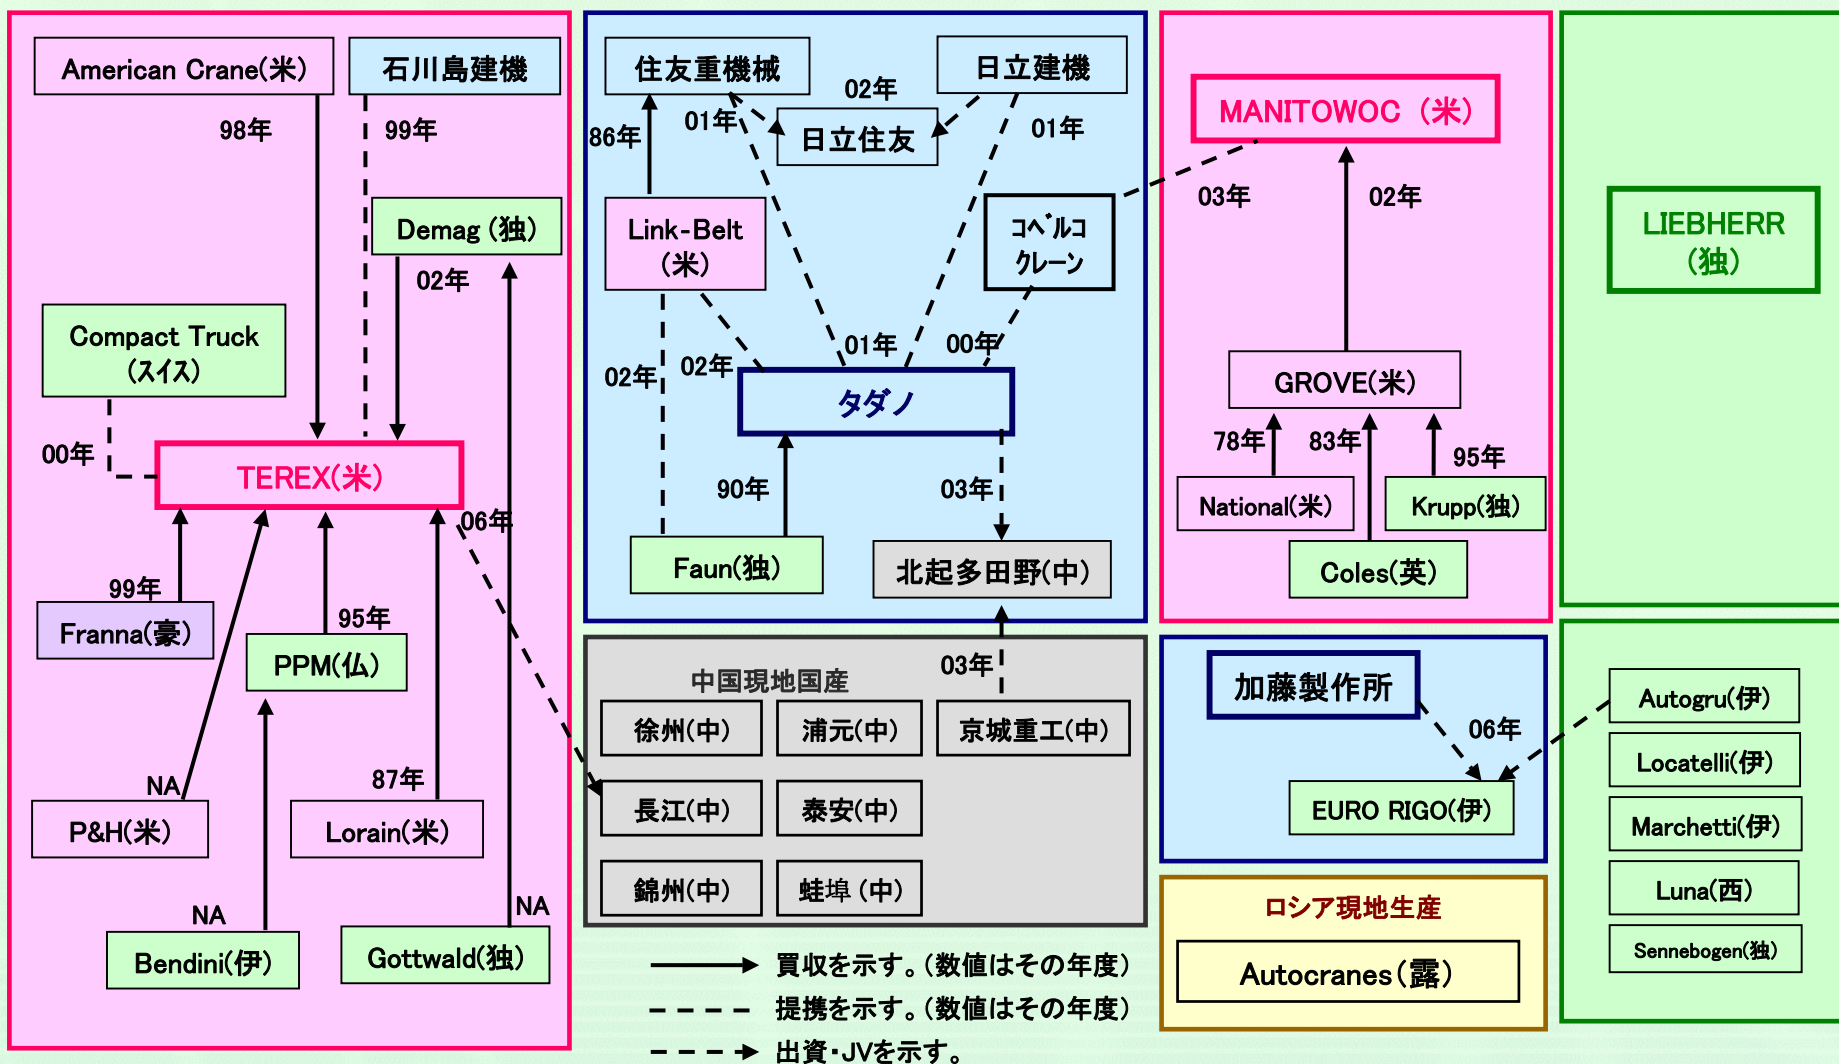 American Crane(米)
石川島建機
98年
99年
Demag (独)
02年
Compact Truck
(スイス)
00年
TEREX(米)
06年
99年
Franna(豪)
95年
PPM(仏)
NA
87年
P&H(米)
Lorain(米)
NA
NA
Bendini(伊)
Gottwald(独)
住友重機械
日立建機
02年
01年
日立住友
01年
86年
Link-Belt
(米)
コベルコ
クレーン
01年
00年
02年
02年
タダノ
90年
03年
Faun(独)
北起多田野(中)
03年
中国現地国産
徐州(中)
浦元(中)
京城重工(中)
長江(中)
泰安(中)
錦州(中)
蛙埠(中)
買収を示す。(数値はその年度)
提携を示す。(数値はその年度)
出資・JVを示す。
MANITOWOC (米)
03年
02年
GROVE(米)
78年
83年
95年
National(米)
Krupp(独)
Coles(英)
加藤製作所
06年
EURO RIGO(伊)
ロシア現地生産
Autocranes(露)
LIEBHERR
(独)
Autogru(伊)
Locatelli(伊)
Marchetti(伊)
Luna(西)
Sennebogen(独)